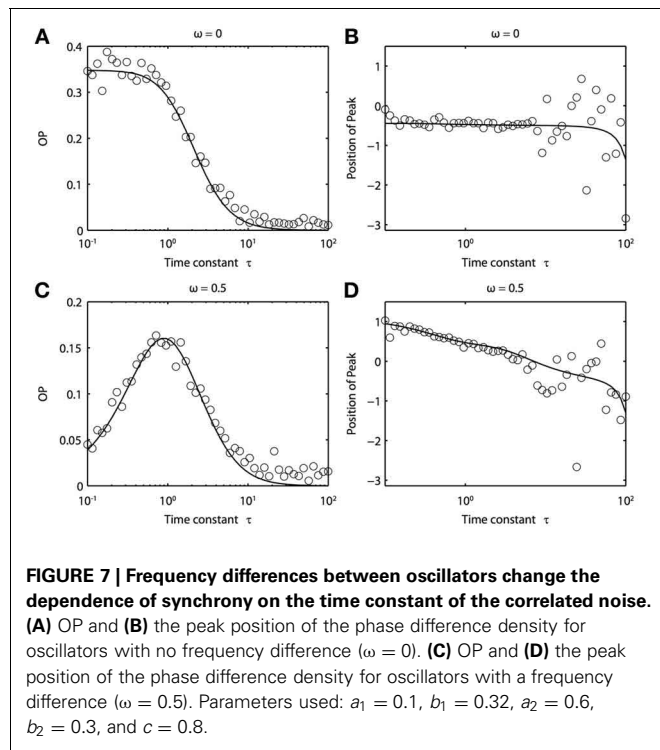 A
ω = 0
0.4
0.3
0.2
0.1
0
OP
10⁻¹
10⁰
10¹
10²
Time constant τ
B
ω = 0
1
0
−1
−2
−3
Position of Peak
10⁰
10²
Time constant τ
C
ω = 0.5
0.2
0.15
0.1
0.05
0
OP
10⁻¹
10⁰
10¹
10²
Time constant τ
D
ω = 0.5
1
0
−1
−2
−3
Position of Peak
10⁰
10²
Time constant τ
FIGURE 7 | Frequency differences between oscillators change the
dependence of synchrony on the time constant of the correlated noise.
(A) OP and (B) the peak position of the phase difference density for
oscillators with no frequency difference (ω = 0). (C) OP and (D) the peak
position of the phase difference density for oscillators with a frequency
difference (ω = 0.5). Parameters used: a₁ = 0.1, b₁ = 0.32, a₂ = 0.6,
b₂ = 0.3, and c = 0.8.